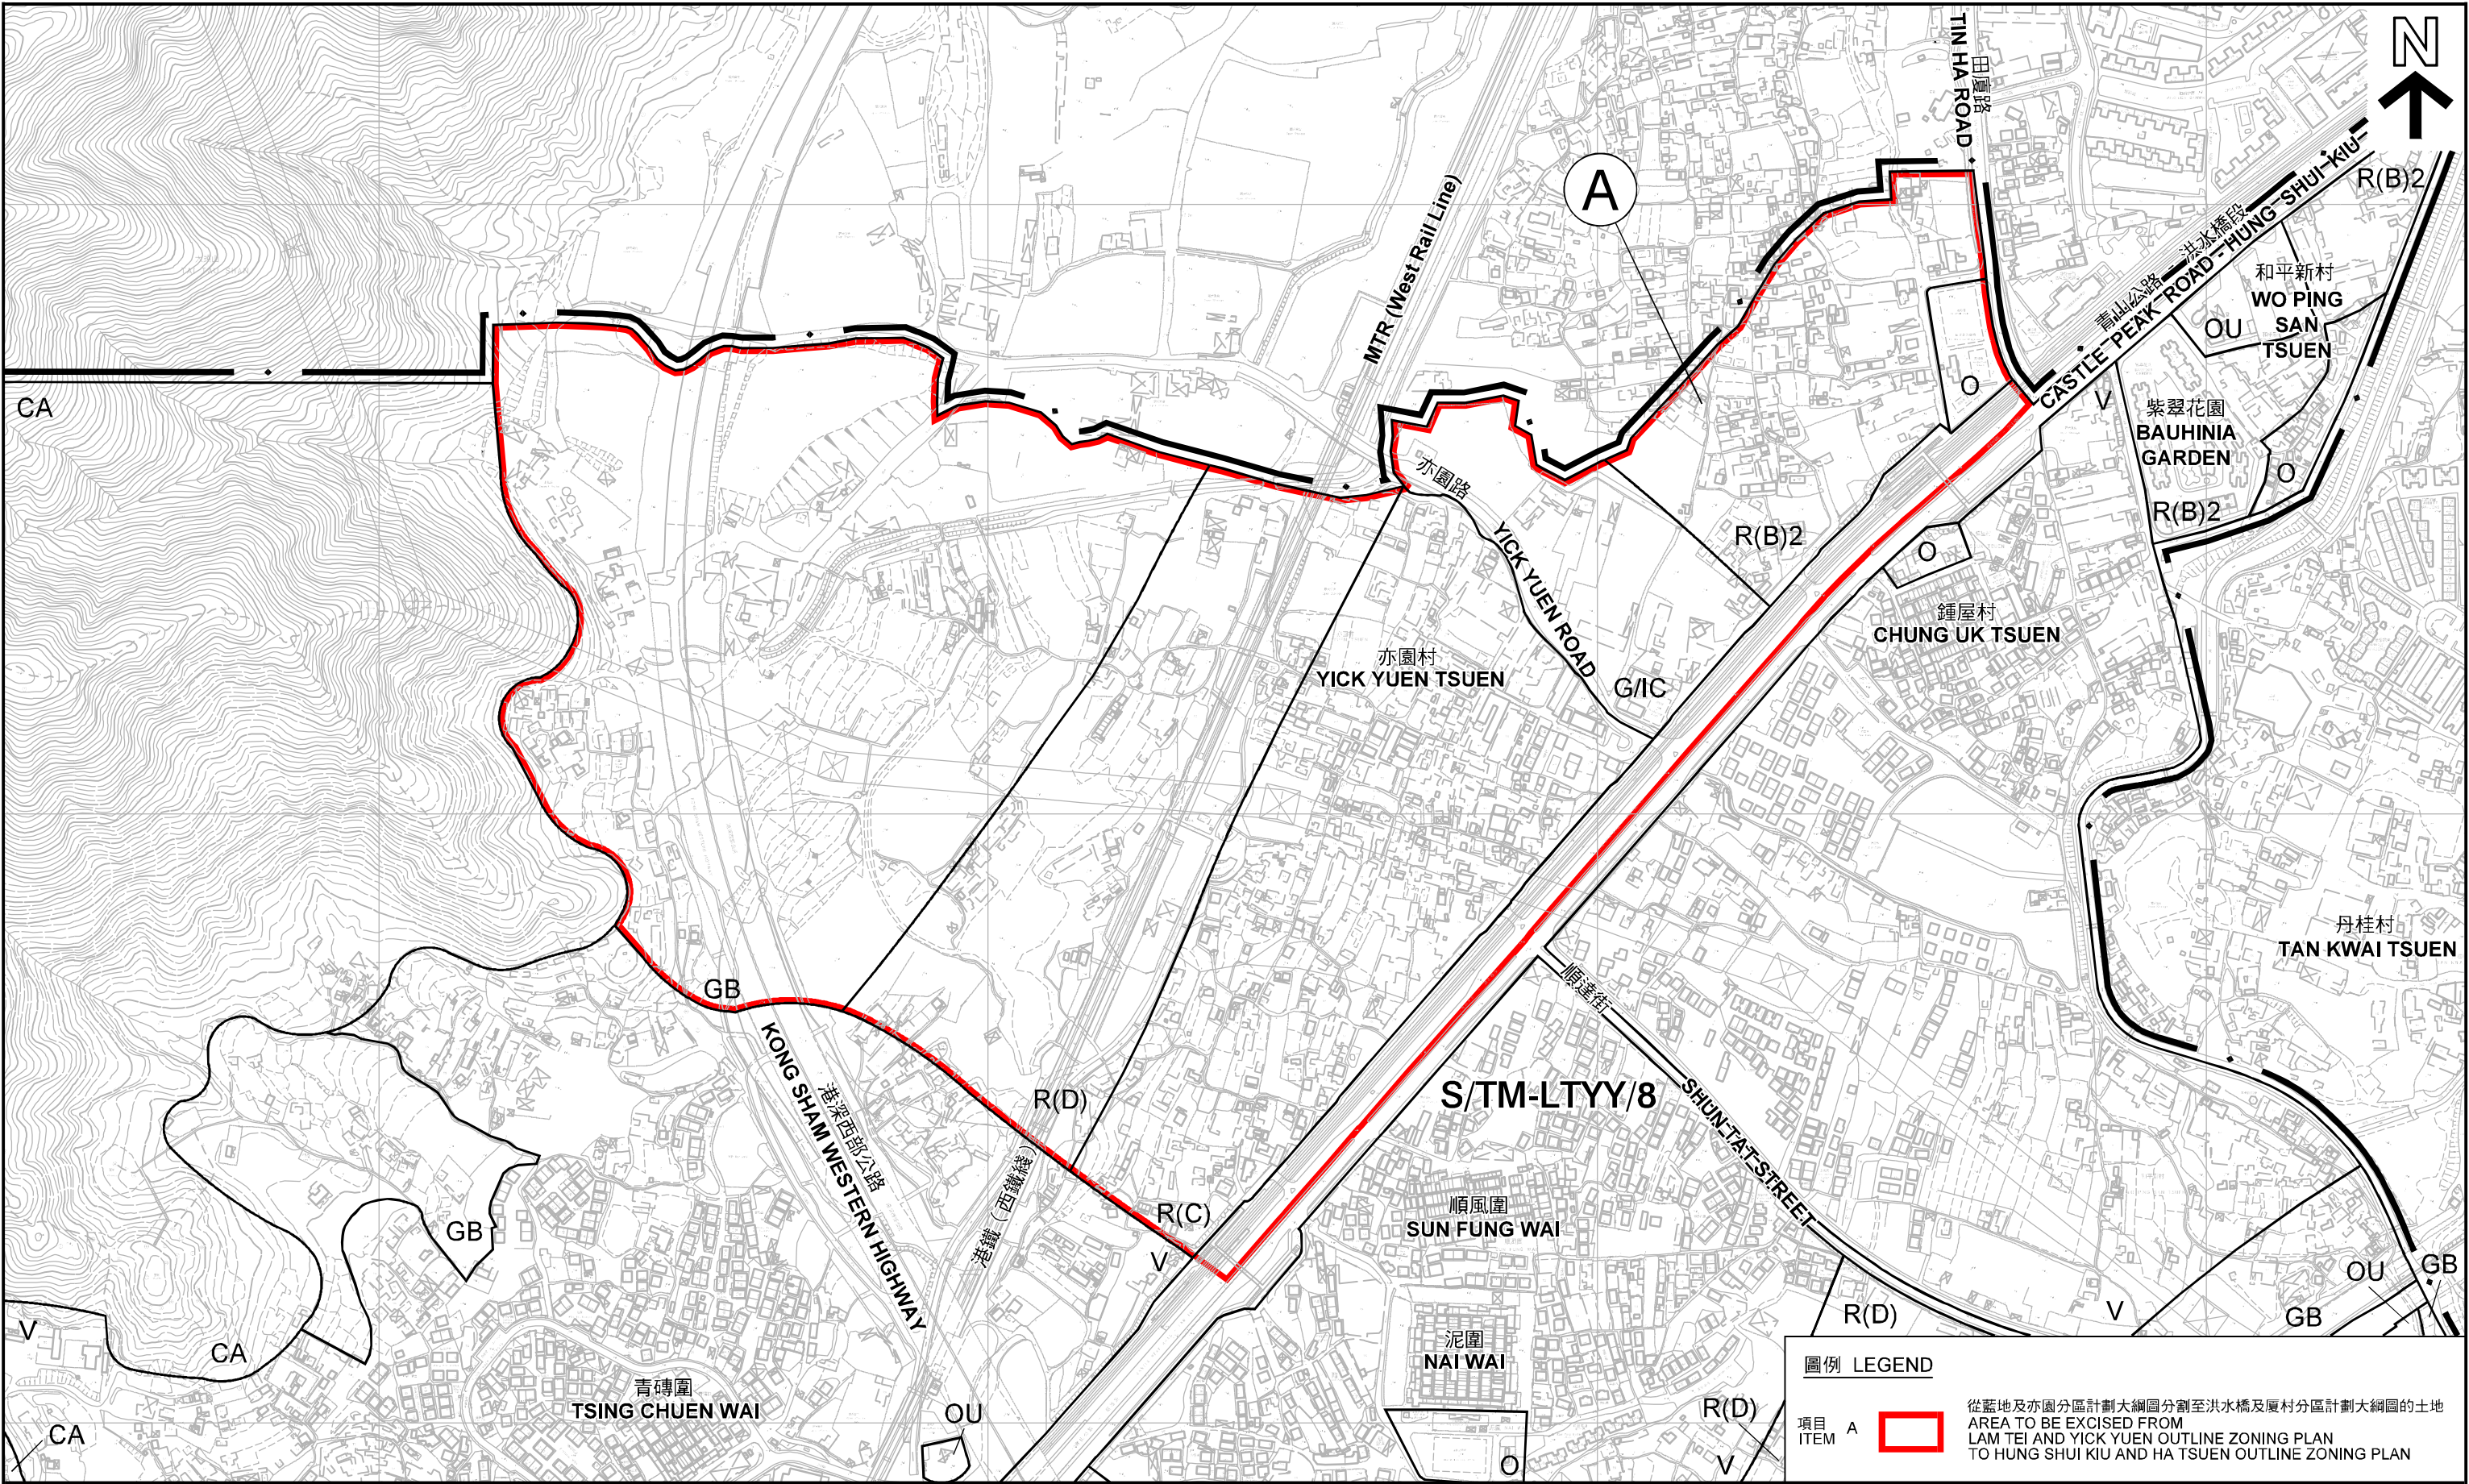 N
田廈路
TIN HA ROAD
A
MTR (West Rail Line)
青山公路 - 洪水橋段
CASTLE PEAK ROAD - HUNG SHUI KIU
R(B)2
和平新村
WO PING
SAN
TSUEN
OU
CA
O
V
紫翠花園
BAUHINIA
GARDEN
O
亦園路
YICK YUEN ROAD
R(B)2
R(B)2
O
鍾屋村
CHUNG UK TSUEN
亦園村
YICK YUEN TSUEN
G/IC
丹桂村
TAN KWAI TSUEN
GB
順達街
SHUN TAT STREET
港深西部公路
KONG SHAM WESTERN HIGHWAY
R(D)
S/TM-LTYY/8
港鐵（西鐵綫）
R(C)
順風圍
SUN FUNG WAI
GB
V
OU
GB
V
CA
泥圍
NAI WAI
R(D)
V
GB
青磚圍
TSING CHUEN WAI
OU
CA
R(D)
O
V
圖例 LEGEND
項目
ITEM
A
從藍地及亦園分區計劃大綱圖分割至洪水橋及厦村分區計劃大綱圖的土地
AREA TO BE EXCISED FROM
LAM TEI AND YICK YUEN OUTLINE ZONING PLAN
TO HUNG SHUI KIU AND HA TSUEN OUTLINE ZONING PLAN